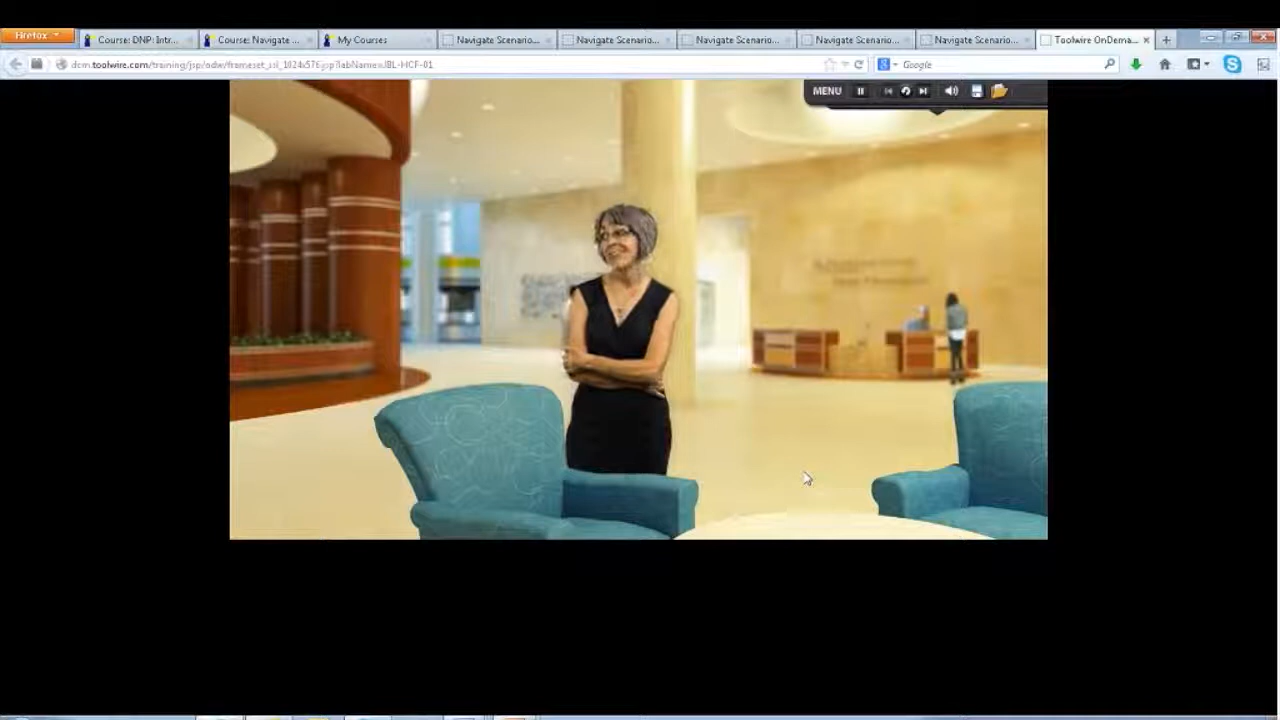 Firefox
Course: DNP: Intr...
Course: Navigate ...
My Courses
Navigate Scenario...
Navigate Scenario...
Navigate Scenario...
Navigate Scenario...
Navigate Scenario...
Toolwire OnDema...
Google
MENU